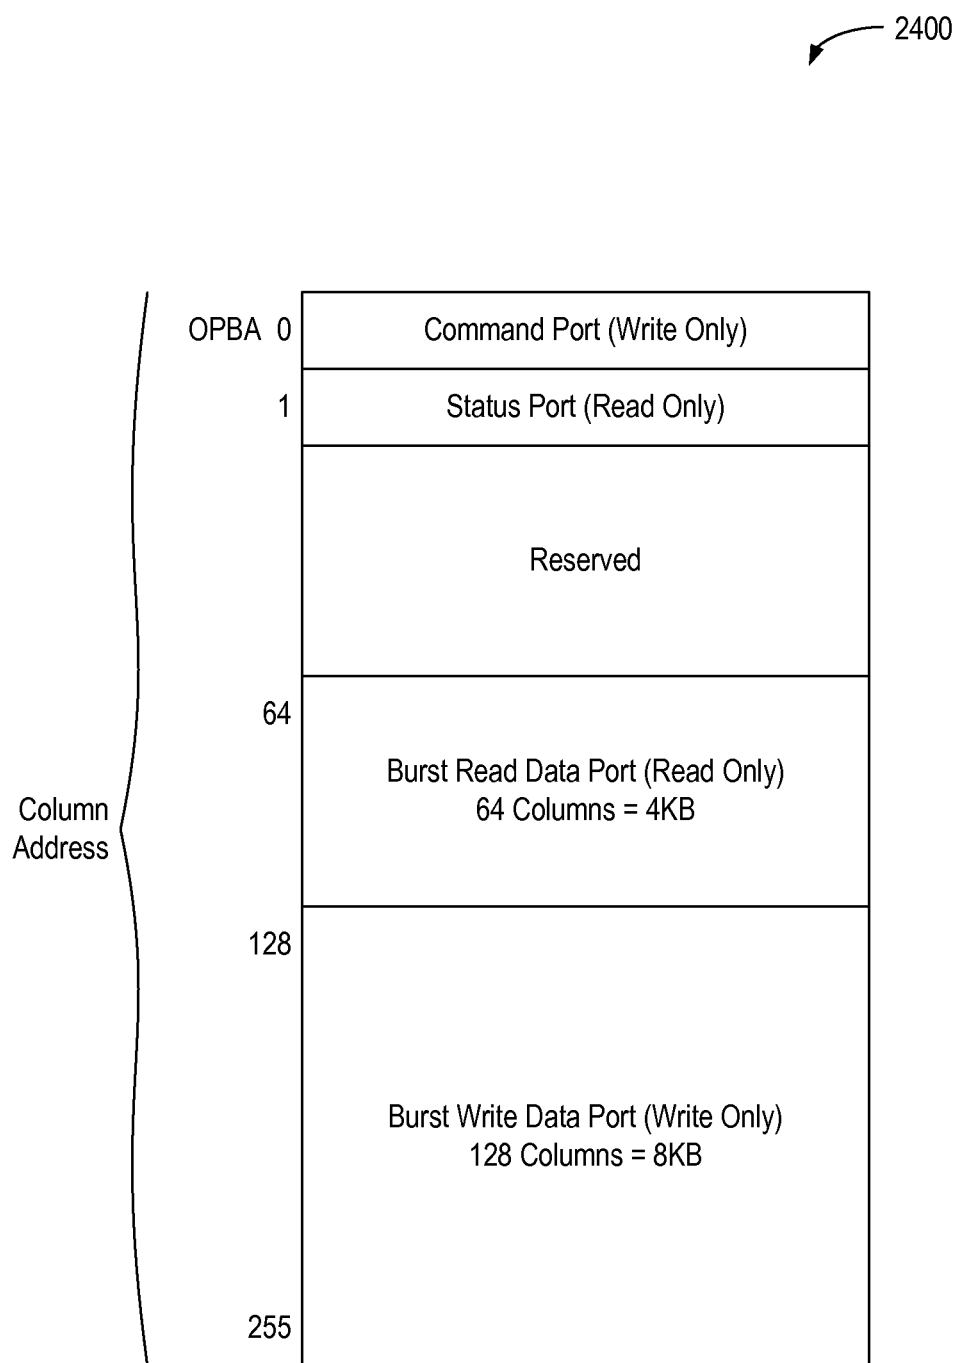 2400
OPBA 0
Command Port (Write Only)
1
Status Port (Read Only)
Reserved
64
Burst Read Data Port (Read Only)
64 Columns = 4KB
Column
Address
128
Burst Write Data Port (Write Only)
128 Columns = 8KB
255